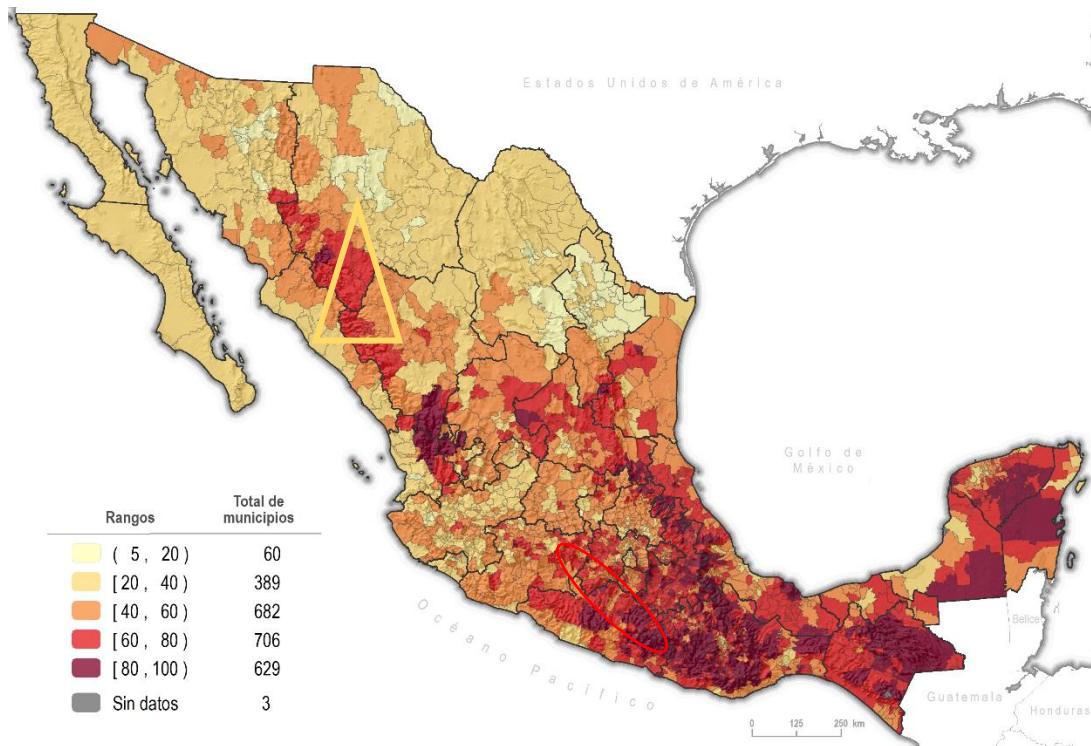 Estados Unidos de América
Golfo de
México
Océano Pacífico
Belice
Guatemala
Honduras
Rangos Total de
municipios
( 5 , 20 ) 60
[ 20 , 40 ) 389
[ 40 , 60 ) 682
[ 60 , 80 ) 706
[ 80 , 100 ) 629
Sin datos 3
0 125 250 km